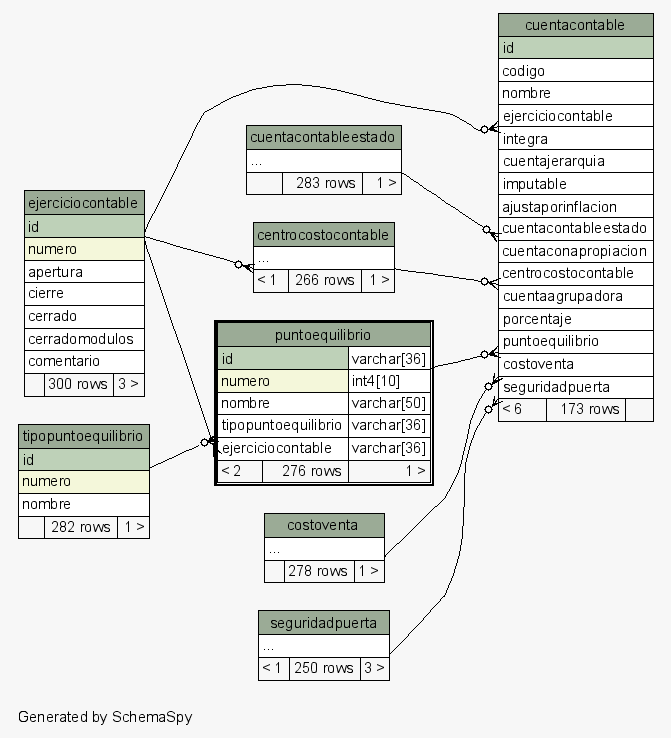 cuentacontable
id
codigo
nombre
ejerciciocontable
integra
cuentajerarquia
imputable
ajustaporinflacion
cuentacontableestado
cuentaconapropiacion
centrocostocontable
cuentaagrupadora
porcentaje
puntoequilibrio
costoventa
seguridadpuerta
< 6 173 rows
cuentacontableestado
...
283 rows 1 >
ejerciciocontable
id
numero
apertura
cierre
cerrado
cerradomodulos
comentario
300 rows 3 >
centrocostocontable
...
< 1 266 rows 1 >
puntoequilibrio
id varchar[36]
numero int4[10]
nombre varchar[50]
tipopuntoequilibrio varchar[36]
ejerciciocontable varchar[36]
< 2 276 rows 1 >
tipopuntoequilibrio
id
numero
nombre
282 rows 1 >
costoventa
...
278 rows 1 >
seguridadpuerta
...
< 1 250 rows 3 >
Generated by SchemaSpy